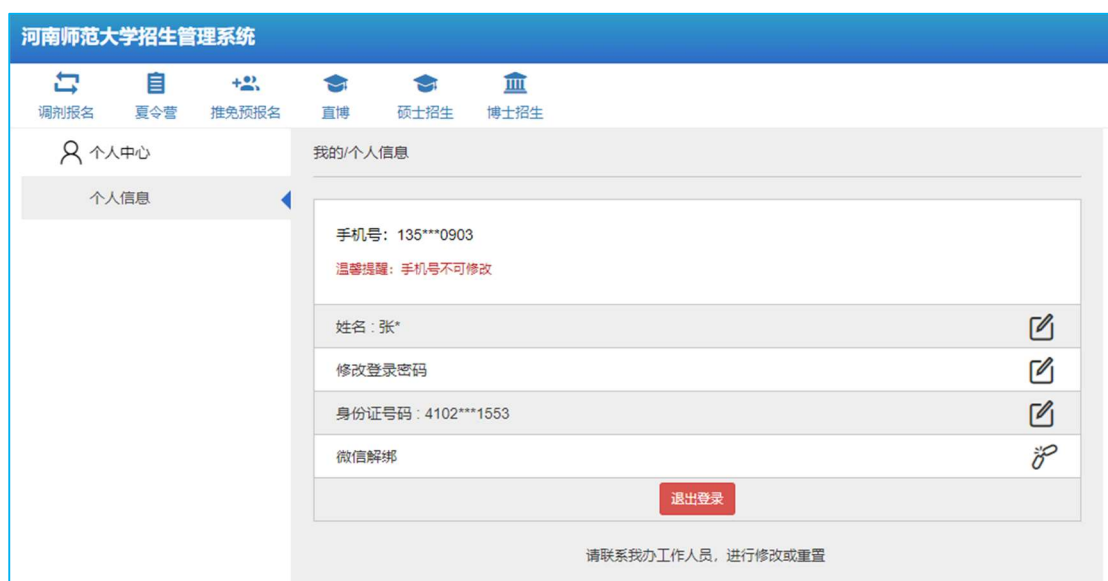 河南师范大学招生管理系统
调剂报名 夏令营 推免预报名 直博 硕士招生 博士招生
个人中心
个人信息
我的/个人信息
手机号：135***0903
温馨提醒：手机号不可修改
姓名 : 张*
修改登录密码
身份证号码 : 4102***1553
微信解绑
退出登录
请联系我办工作人员，进行修改或重置